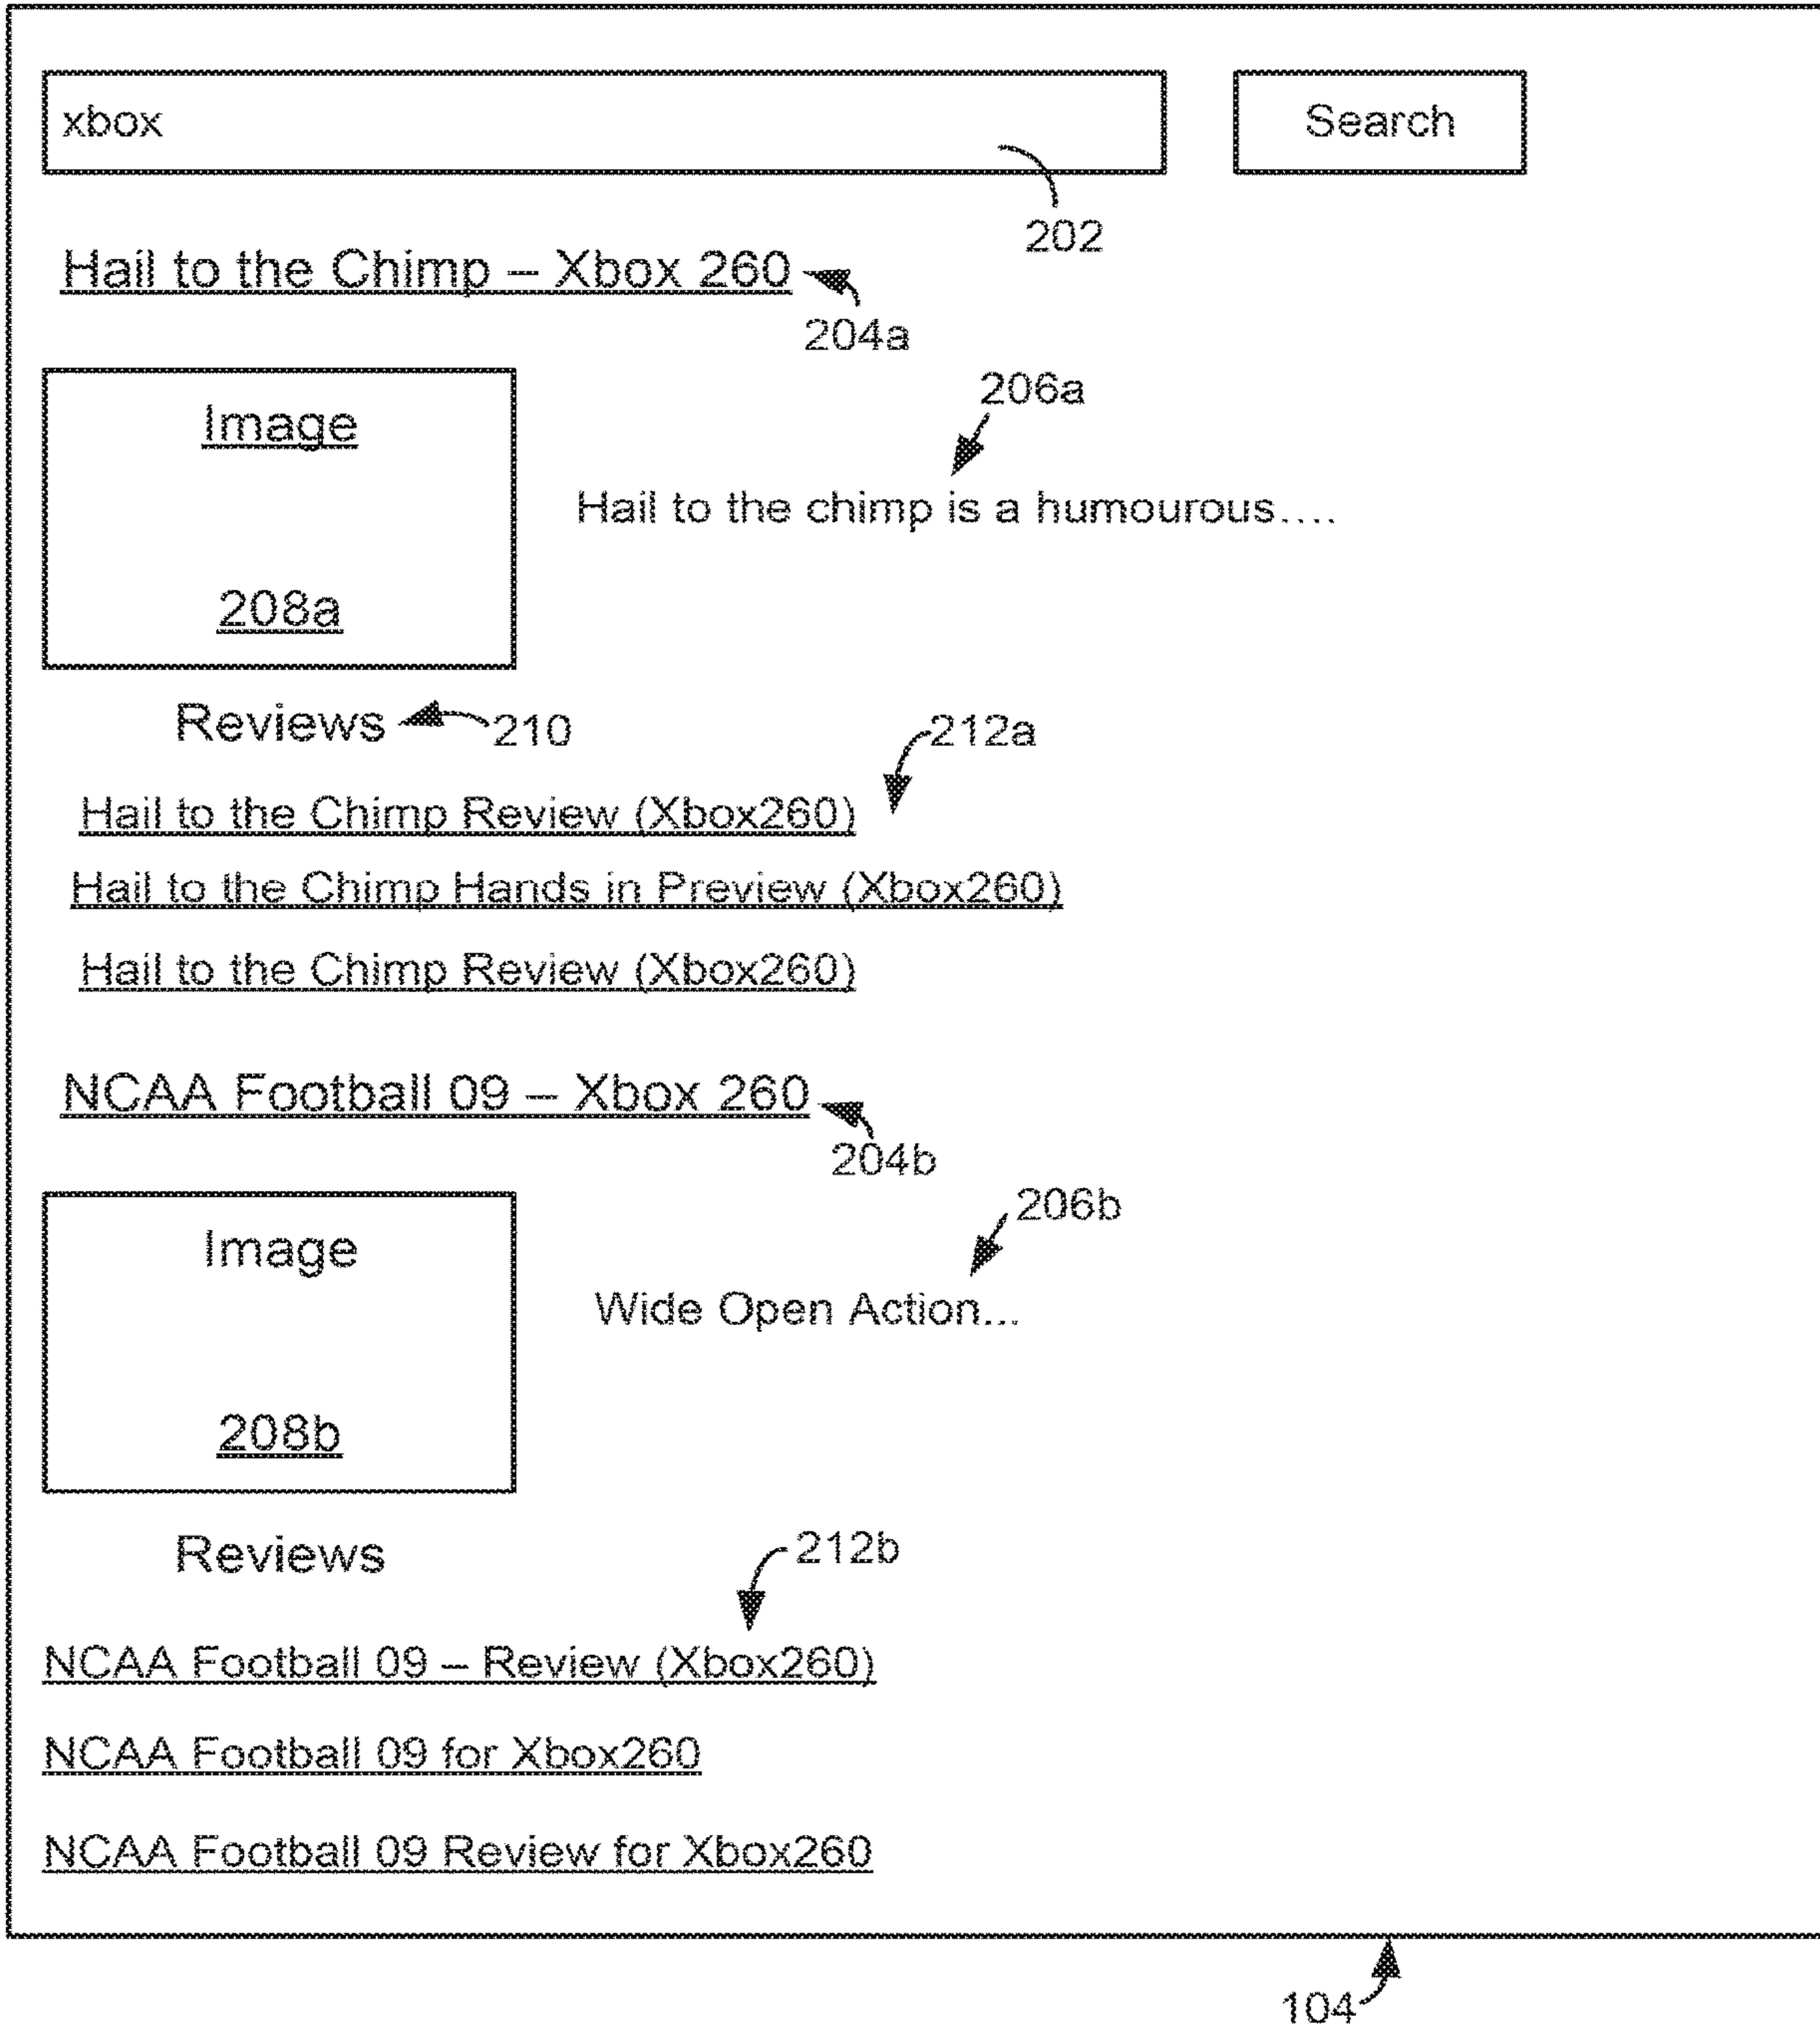 xbox
Search
202
Hail to the Chimp – Xbox 260
204a
Image
206a
Hail to the chimp is a humourous....
208a
Reviews
210
212a
Hail to the Chimp Review (Xbox260)
Hail to the Chimp Hands in Preview (Xbox260)
Hail to the Chimp Review (Xbox260)
NCAA Football 09 – Xbox 260
204b
206b
Image
Wide Open Action...
208b
Reviews
212b
NCAA Football 09 – Review (Xbox260)
NCAA Football 09 for Xbox260
NCAA Football 09 Review for Xbox260
104